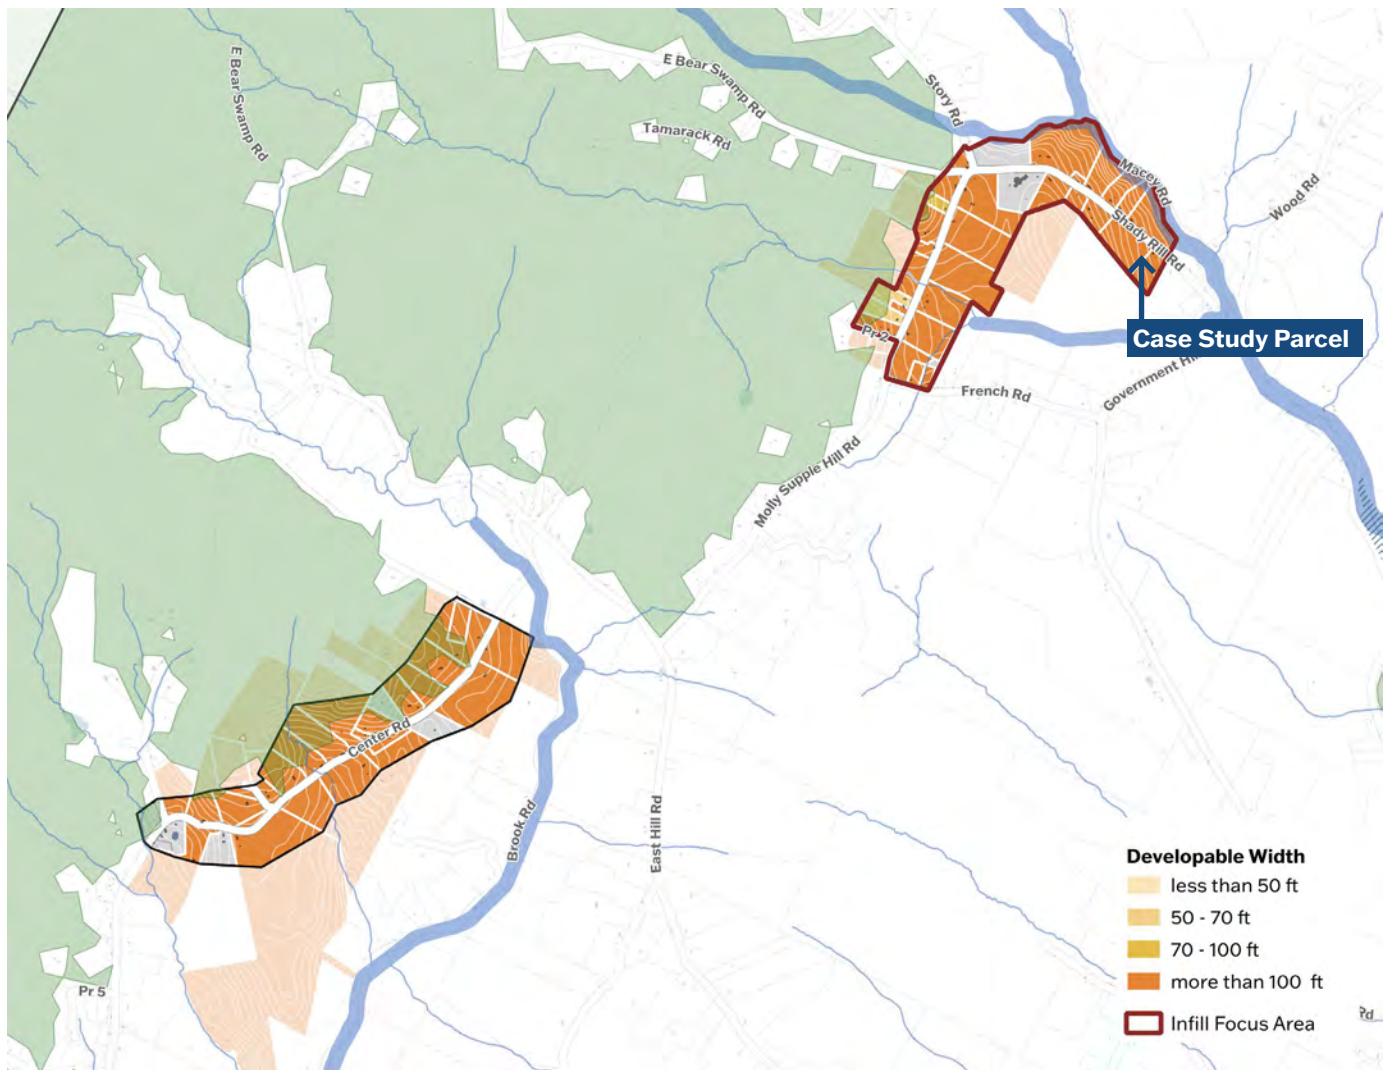 E Bear Swamp Rd
E Bear Swamp Rd
Tamarack Rd
Story Rd
Macey Rd
Wood Rd
Shady Rill Rd
Case Study Parcel
Pr 2
French Rd
Molly Supple Hill Rd
Center Rd
Brook Rd
East Hill Rd
Pr 5
Developable Width
less than 50 ft
50 - 70 ft
70 - 100 ft
more than 100 ft
Infill Focus Area
Rd